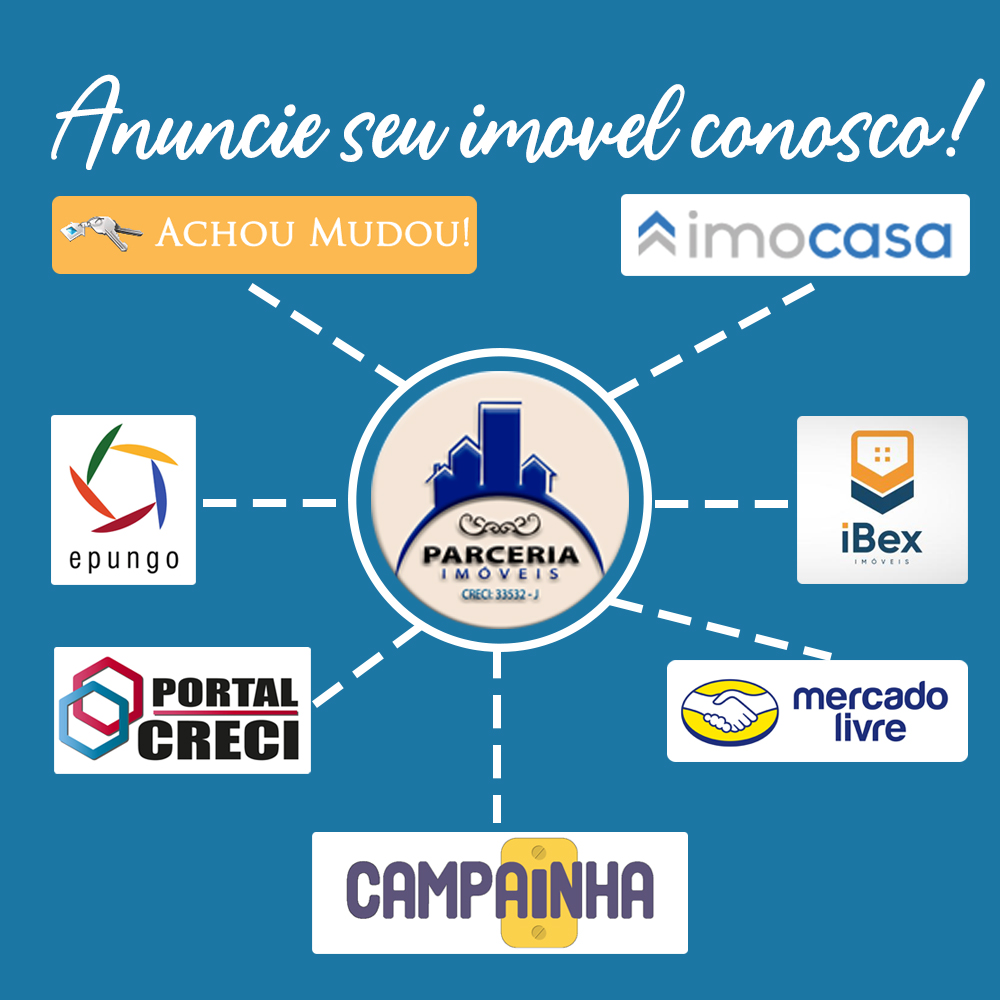 Anuncie seu imovel conosco!
ACHOU MUDOU!
imocasa
PARCERIA
IMÓVEIS
CRECI: 33532 - J
epungo
iBex
IMÓVEIS
PORTAL
CRECI
mercado
livre
CAMPAiNHA